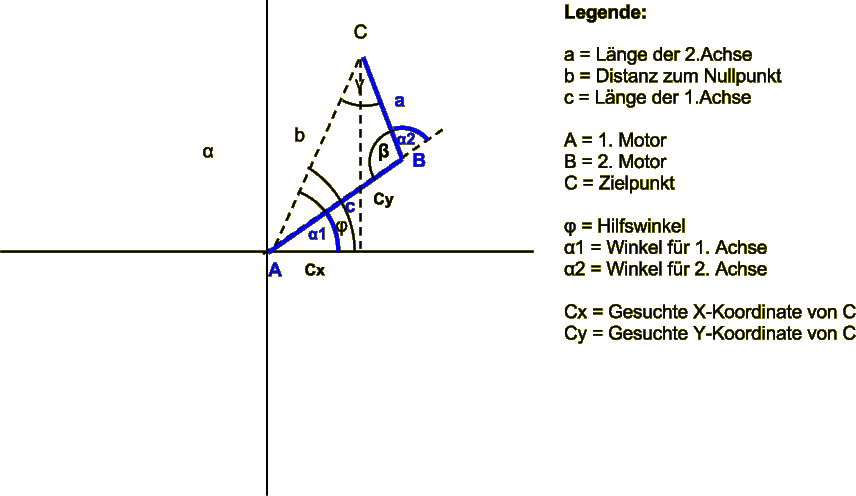 C
γ
a
b
α
α2
β
B
Cy
c
α1
φ
A
Cx
Legende:
a = Länge der 2.Achse
b = Distanz zum Nullpunkt
c = Länge der 1.Achse
A = 1. Motor
B = 2. Motor
C = Zielpunkt
φ = Hilfswinkel
α1 = Winkel für 1. Achse
α2 = Winkel für 2. Achse
Cx = Gesuchte X-Koordinate von C
Cy = Gesuchte Y-Koordinate von C